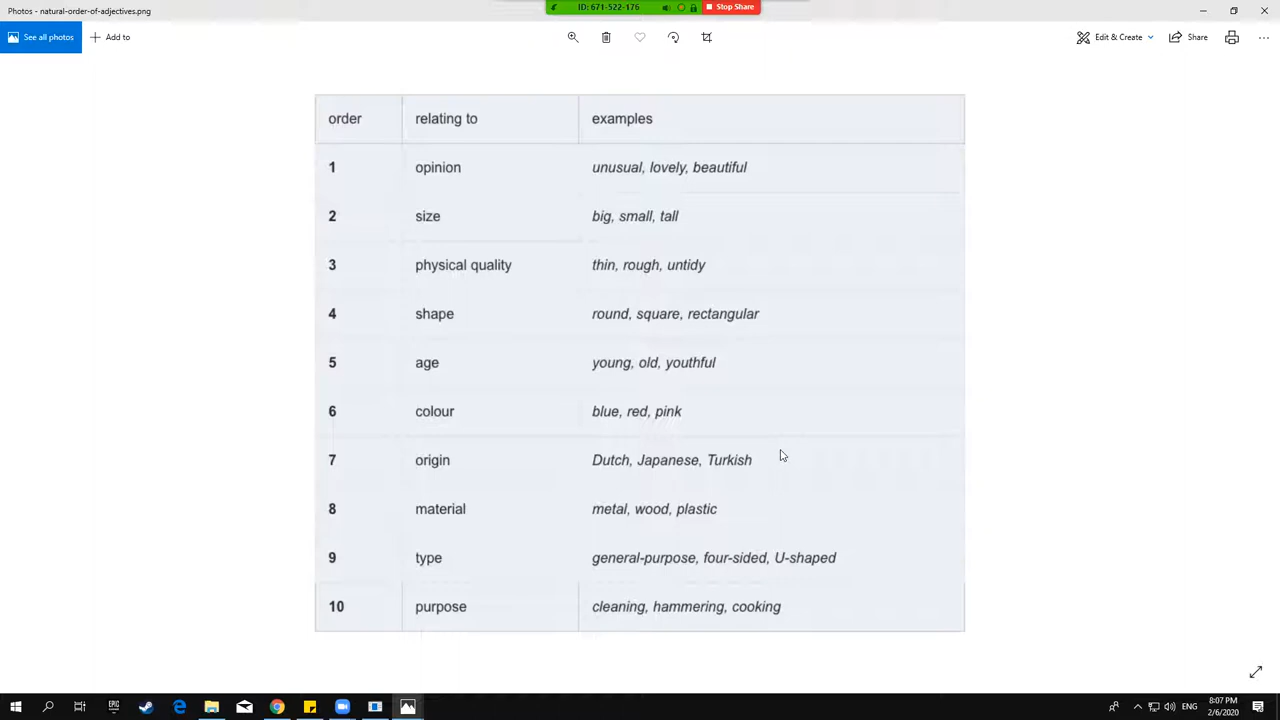 Photos - natural-order-of-adjectives.png
ID: 671-522-176 Stop Share
See all photos Add to Edit & Create Share
order relating to examples
1 opinion unusual, lovely, beautiful
2 size big, small, tall
3 physical quality thin, rough, untidy
4 shape round, square, rectangular
5 age young, old, youthful
6 colour blue, red, pink
7 origin Dutch, Japanese, Turkish
8 material metal, wood, plastic
9 type general-purpose, four-sided, U-shaped
10 purpose cleaning, hammering, cooking
EPIC GAMES ENG 8:07 PM
2/6/2020